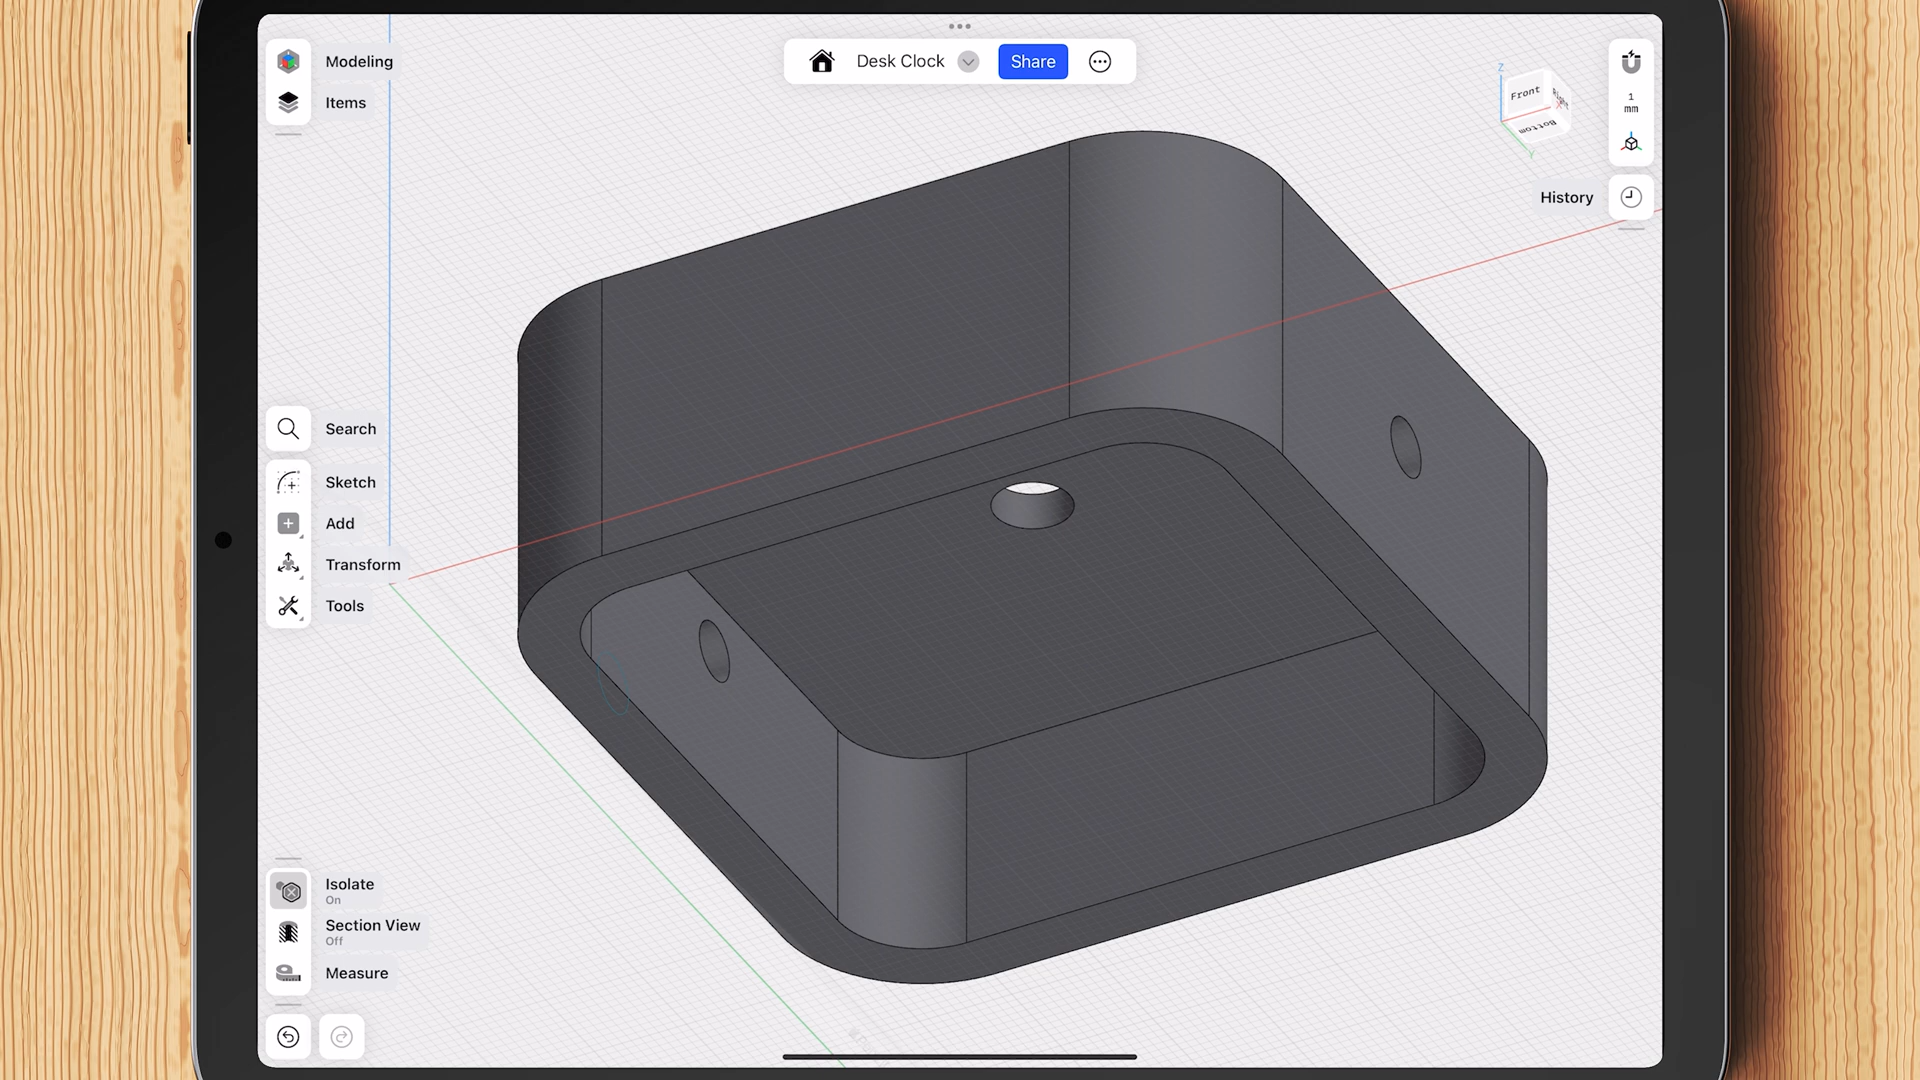 Modeling
Items
Desk Clock
Share
Z
Front
Right
X
Bottom
Y
1
mm
History
Search
Sketch
Add
Transform
Tools
Isolate
On
Section View
Off
Measure